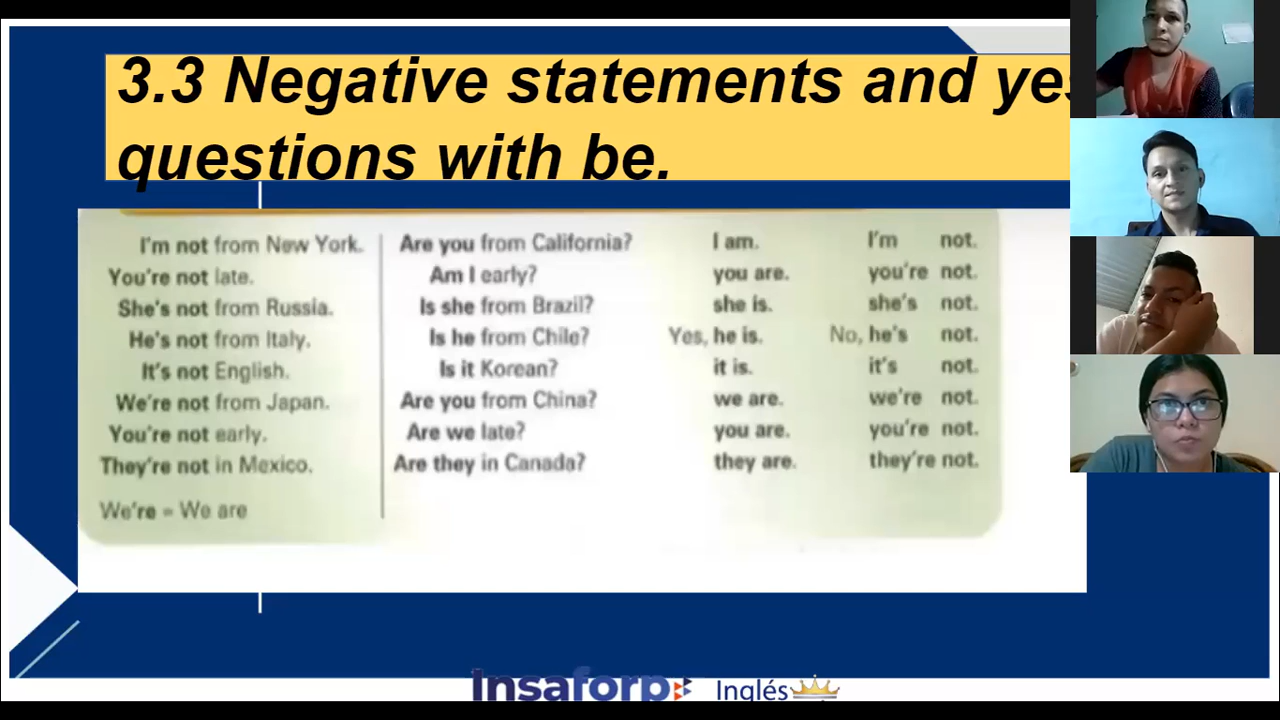 3.3 Negative statements and
questions with be.
I'm not from New York. Are you from California? I am. I'm not.
You're not late. Am I early? you are. you're not.
She's not from Russia. Is she from Brazil? she is. she's not.
He's not from Italy. Is he from Chile? Yes, he is. No, he's not.
It's not English. Is it Korean? it is. it's not.
We're not from Japan. Are you from China? we are. we're not.
You're not early. Are we late? you are. you're not.
They're not in Mexico. Are they in Canada? they are. they're not.
We're = We are
Insaforp Inglés